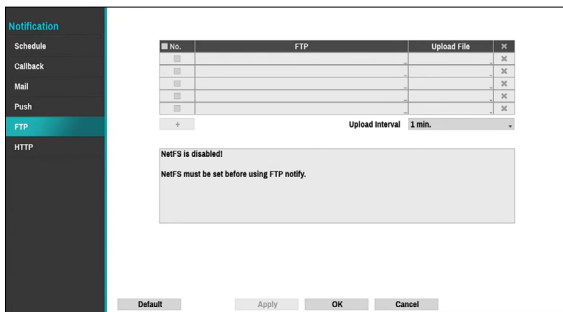 Notification
Schedule
Callback
Mail
Push
FTP
HTTP
No. FTP Upload File
+ Upload Interval 1 min.
NetFS is disabled!
NetFS must be set before using FTP notify.
Default Apply OK Cancel